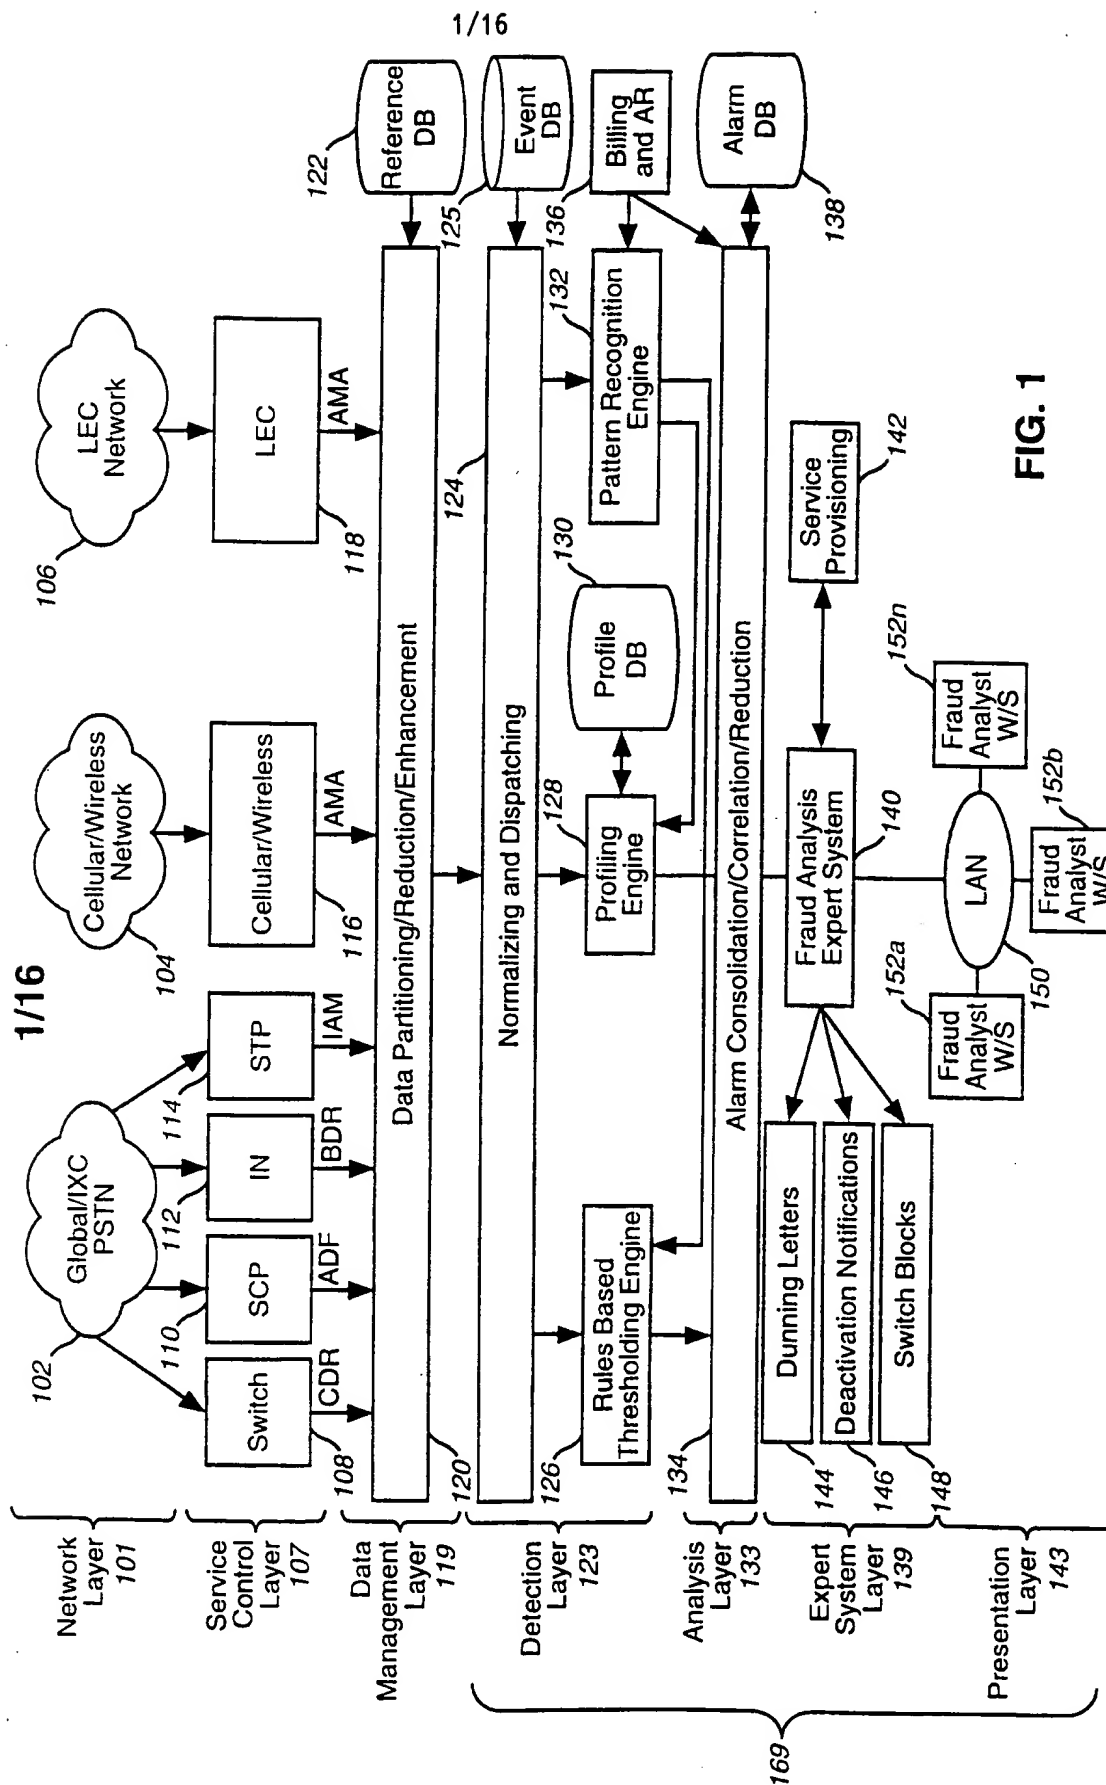 1/16
1/16
Network
Layer
101
Global/IXC
PSTN
102
Cellular/Wireless
Network
104
LEC
Network
106
Service
Control
Layer 107
Switch
108
SCP
110
IN
112
STP
114
Cellular/Wireless
116
LEC
118
CDR
ADF
BDR
IAM
AMA
AMA
Data
Management
Layer 119
Data Partitioning/Reduction/Enhancement
120
Reference
DB
122
Detection
Layer 123
Normalizing and Dispatching
124
Event
DB
125
Rules Based
Thresholding Engine
126
Profiling
Engine
128
Profile
DB
130
Pattern Recognition
Engine
132
Billing
and AR
136
Analysis
Layer
133
Alarm Consolidation/Correlation/Reduction
134
Alarm
DB
138
Expert
System
Layer
139
Dunning Letters
144
Deactivation Notifications
146
Switch Blocks
148
Fraud Analysis
Expert System
140
Service
Provisioning
142
Presentation
Layer
143
Fraud
Analyst
W/S
152a
LAN
150
Fraud
Analyst
W/S
152b
Fraud
Analyst
W/S
152n
169
FIG. 1